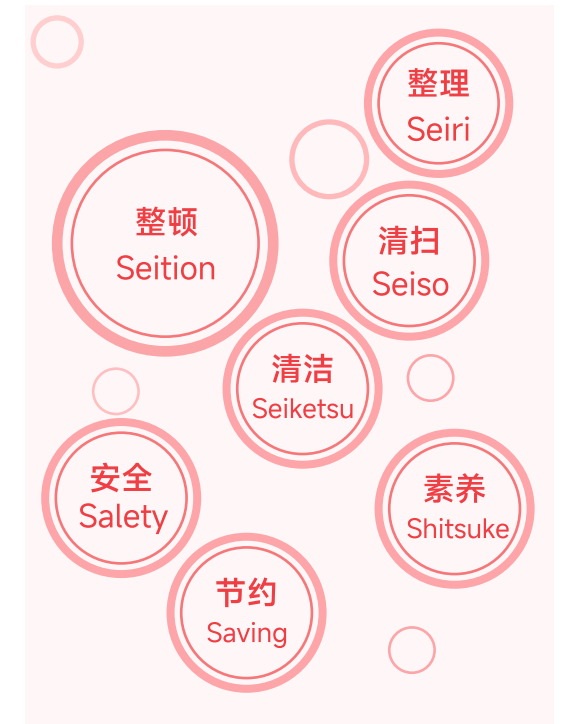 整理
Seiri
整顿
Seition
清扫
Seiso
清洁
Seiketsu
安全
Salety
素养
Shitsuke
节约
Saving